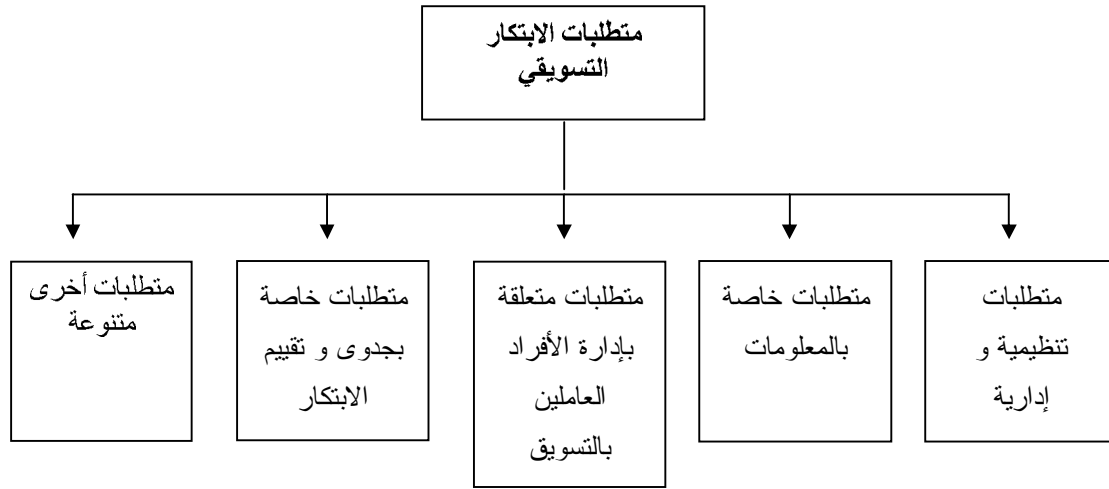 متطلبات الابتكار
التسويقي
متطلبات
تنظيمية و
إدارية
متطلبات خاصة
بالمعلومات
متطلبات متعلقة
بإدارة الأفراد
العاملين
بالتسويق
متطلبات خاصة
بجدوى و تقييم
الابتكار
متطلبات أخرى
متنوعة